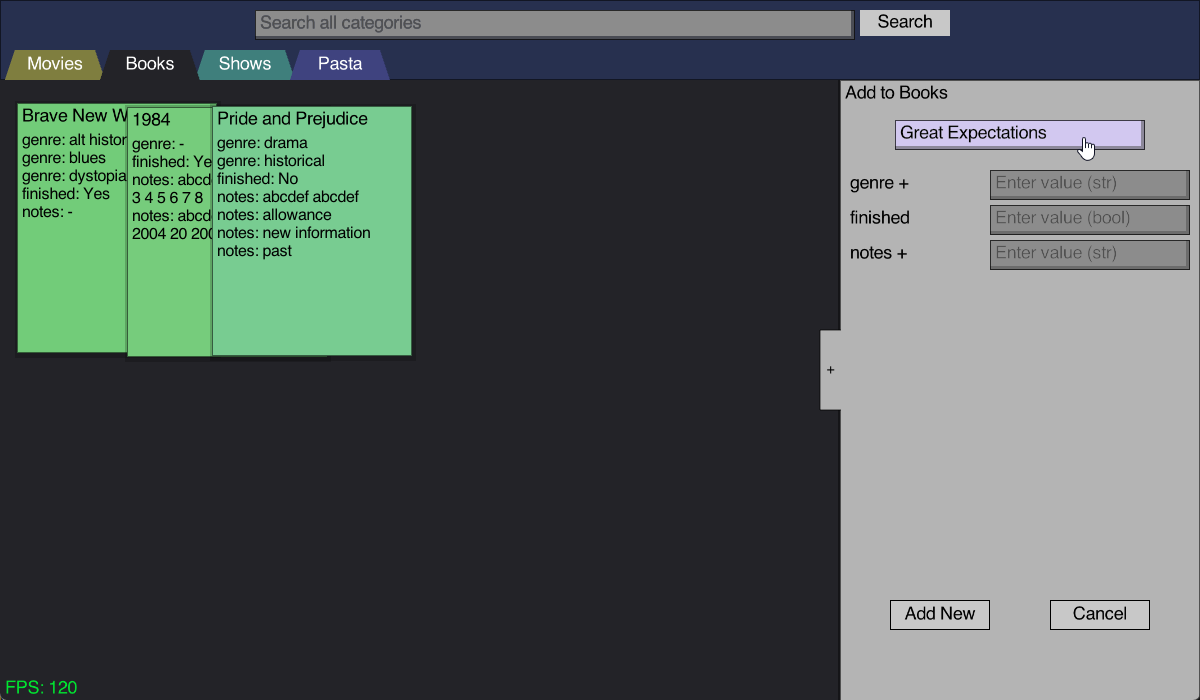 Search all categories
Search
Movies
Books
Shows
Pasta
Brave New W
genre: alt histor
genre: blues
genre: dystopia
finished: Yes
notes: -
1984
genre: -
finished: Ye
notes: abcd
3 4 5 6 7 8
notes: abcd
2004 20 200
Pride and Prejudice
genre: drama
genre: historical
finished: No
notes: abcdef abcdef
notes: allowance
notes: new information
notes: past
Add to Books
Great Expectations
genre +
Enter value (str)
finished
Enter value (bool)
notes +
Enter value (str)
+
Add New
Cancel
FPS: 120